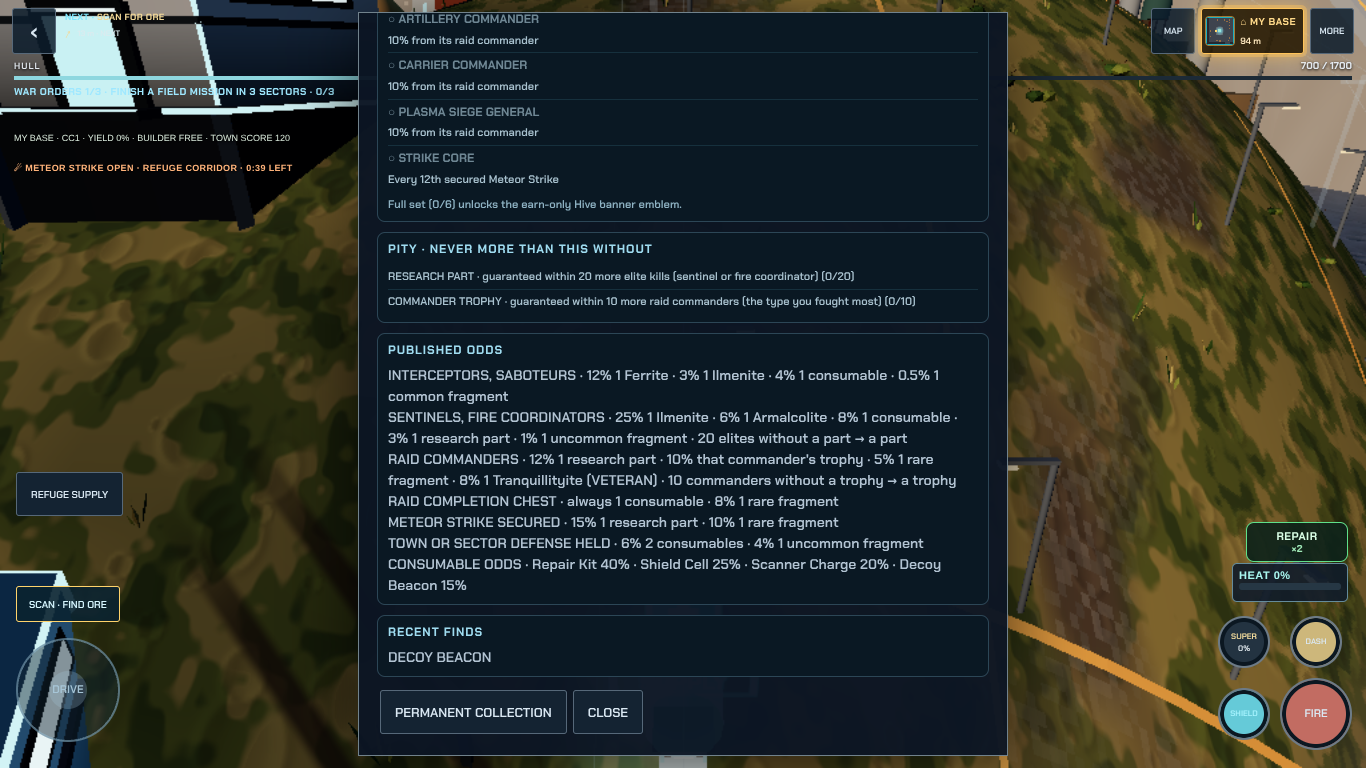 NEXT · SCAN FOR ORE
‹
HULL
WAR ORDERS 1/3 · FINISH A FIELD MISSION IN 3 SECTORS · 0/3
MY BASE · CC1 · YIELD 0% · BUILDER FREE · TOWN SCORE 120
☄ METEOR STRIKE OPEN · REFUGE CORRIDOR · 0:39 LEFT
MAP
⌂ MY BASE
94 m
MORE
700 / 1700
○ ARTILLERY COMMANDER
10% from its raid commander
○ CARRIER COMMANDER
10% from its raid commander
○ PLASMA SIEGE GENERAL
10% from its raid commander
○ STRIKE CORE
Every 12th secured Meteor Strike
Full set (0/6) unlocks the earn-only Hive banner emblem.
PITY · NEVER MORE THAN THIS WITHOUT
RESEARCH PART · guaranteed within 20 more elite kills (sentinel or fire coordinator) (0/20)
COMMANDER TROPHY · guaranteed within 10 more raid commanders (the type you fought most) (0/10)
PUBLISHED ODDS
INTERCEPTORS, SABOTEURS · 12% 1 Ferrite · 3% 1 Ilmenite · 4% 1 consumable · 0.5% 1
common fragment
SENTINELS, FIRE COORDINATORS · 25% 1 Ilmenite · 6% 1 Armalcolite · 8% 1 consumable ·
3% 1 research part · 1% 1 uncommon fragment · 20 elites without a part → a part
RAID COMMANDERS · 12% 1 research part · 10% that commander's trophy · 5% 1 rare
fragment · 8% 1 Tranquillityite (VETERAN) · 10 commanders without a trophy → a trophy
RAID COMPLETION CHEST · always 1 consumable · 8% 1 rare fragment
METEOR STRIKE SECURED · 15% 1 research part · 10% 1 rare fragment
TOWN OR SECTOR DEFENSE HELD · 6% 2 consumables · 4% 1 uncommon fragment
CONSUMABLE ODDS · Repair Kit 40% · Shield Cell 25% · Scanner Charge 20% · Decoy
Beacon 15%
RECENT FINDS
DECOY BEACON
PERMANENT COLLECTION
CLOSE
REFUGE SUPPLY
SCAN · FIND ORE
DRIVE
REPAIR
×2
HEAT 0%
SUPER
0%
DASH
SHIELD
FIRE